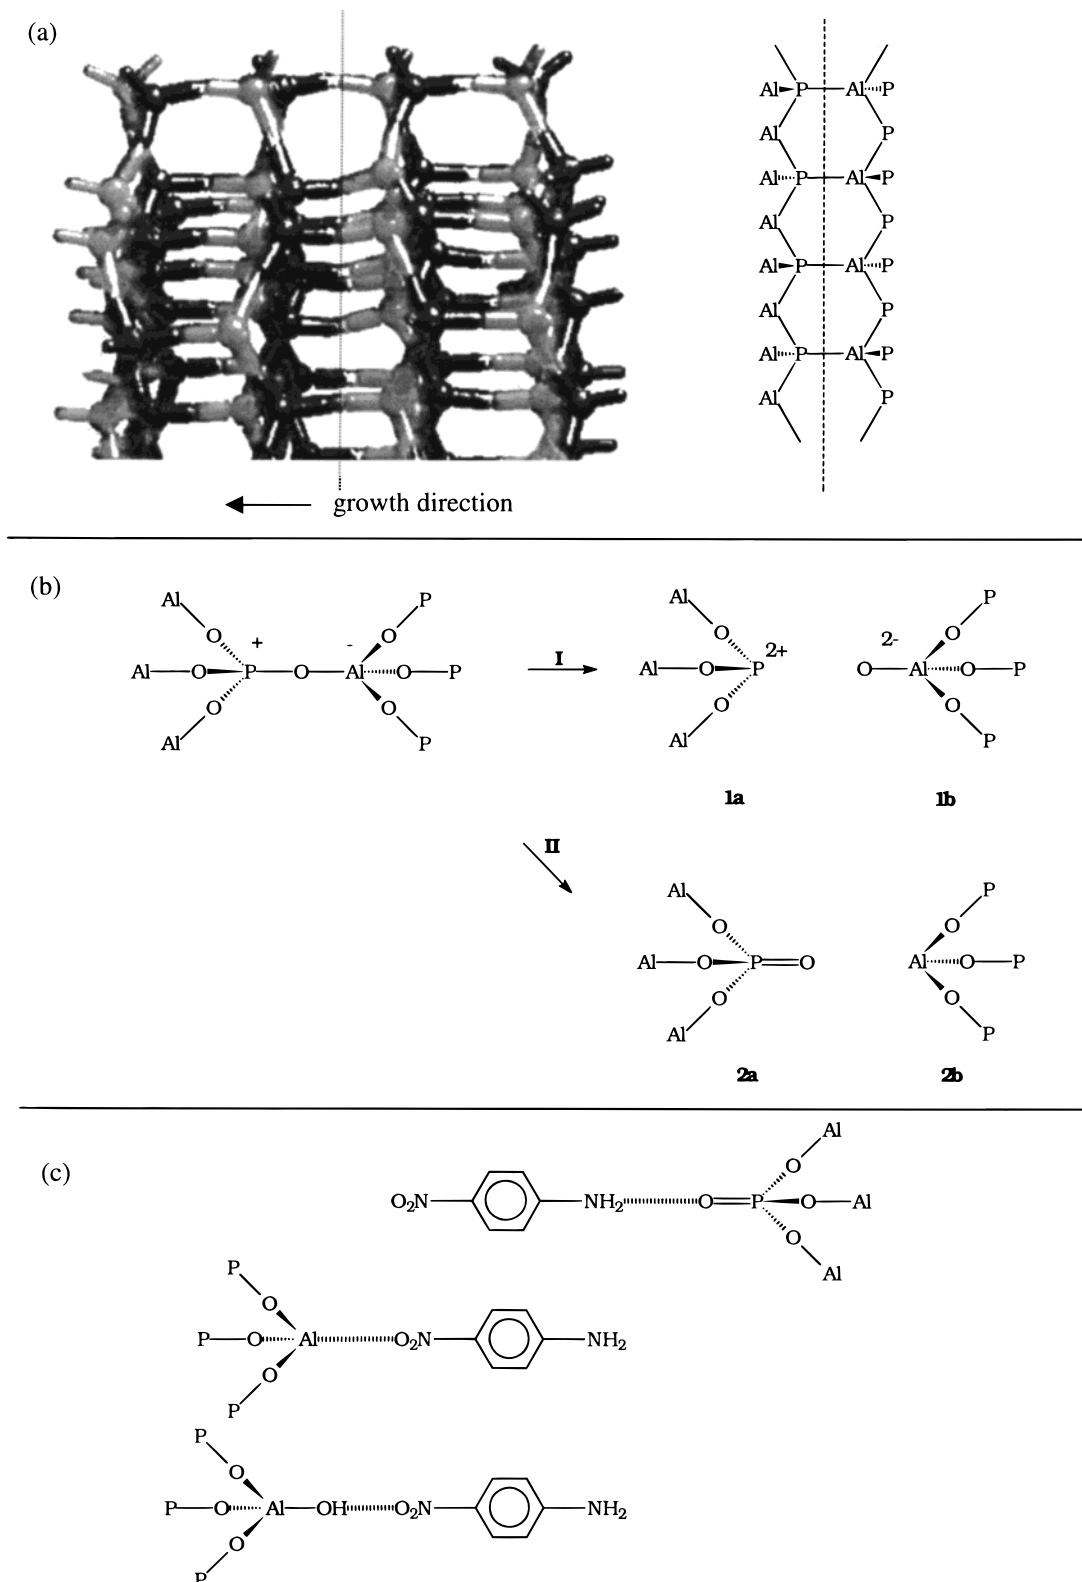 (a)
Al P Al P
Al P
Al P Al P
Al P
Al P Al P
Al P
Al P Al P
Al P
growth direction
(b)
Al P
O + - O
Al O P O Al O P
O O
Al P
I
Al
O 2+
Al O P
O
Al
1a
P
2- O
O Al O P
O
P
1b
II
Al
O
Al O P O
O
Al
2a
P
O
Al O P
O
P
2b
(c)
Al
O
O2N NH2 O P O Al
O
Al
P
O
P O Al O2N NH2
O
P
P
O
P O Al OH O2N NH2
O
P